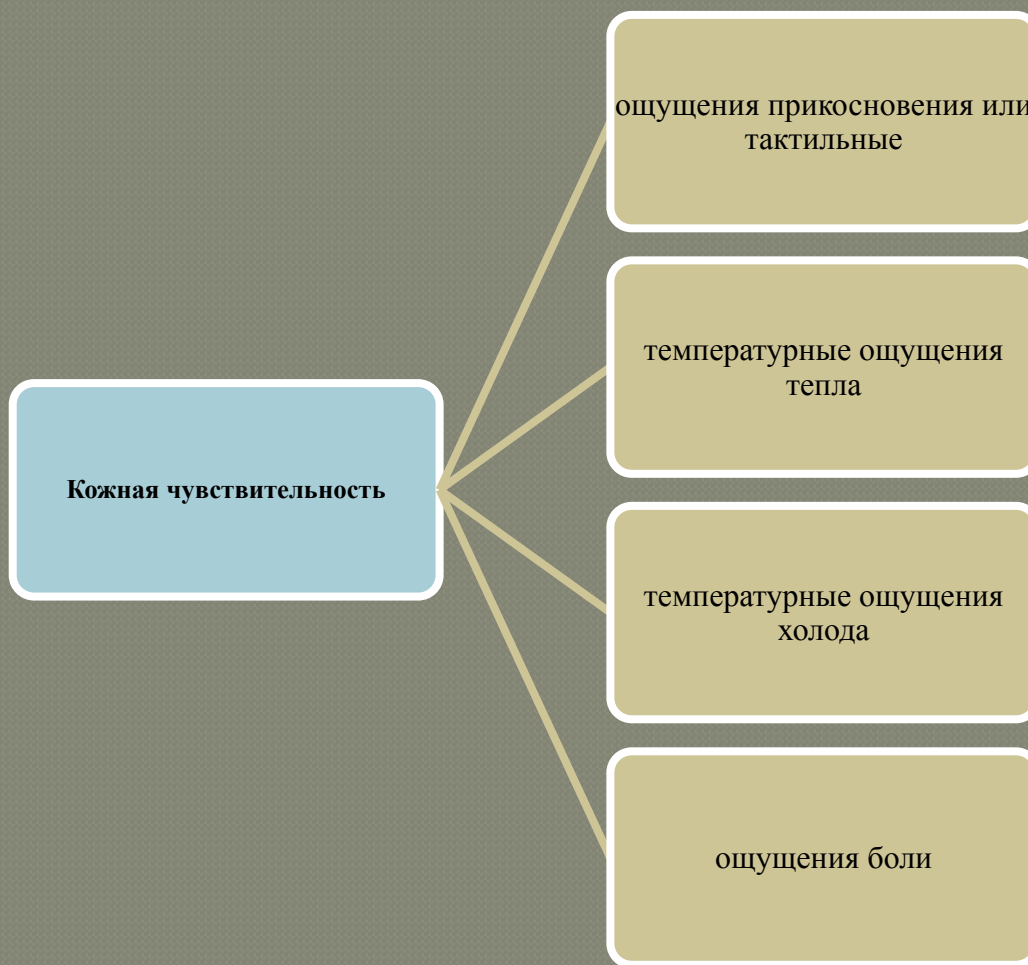 ощущения прикосновения или
тактильные
температурные ощущения
тепла
Кожная чувствительность
температурные ощущения
холода
ощущения боли